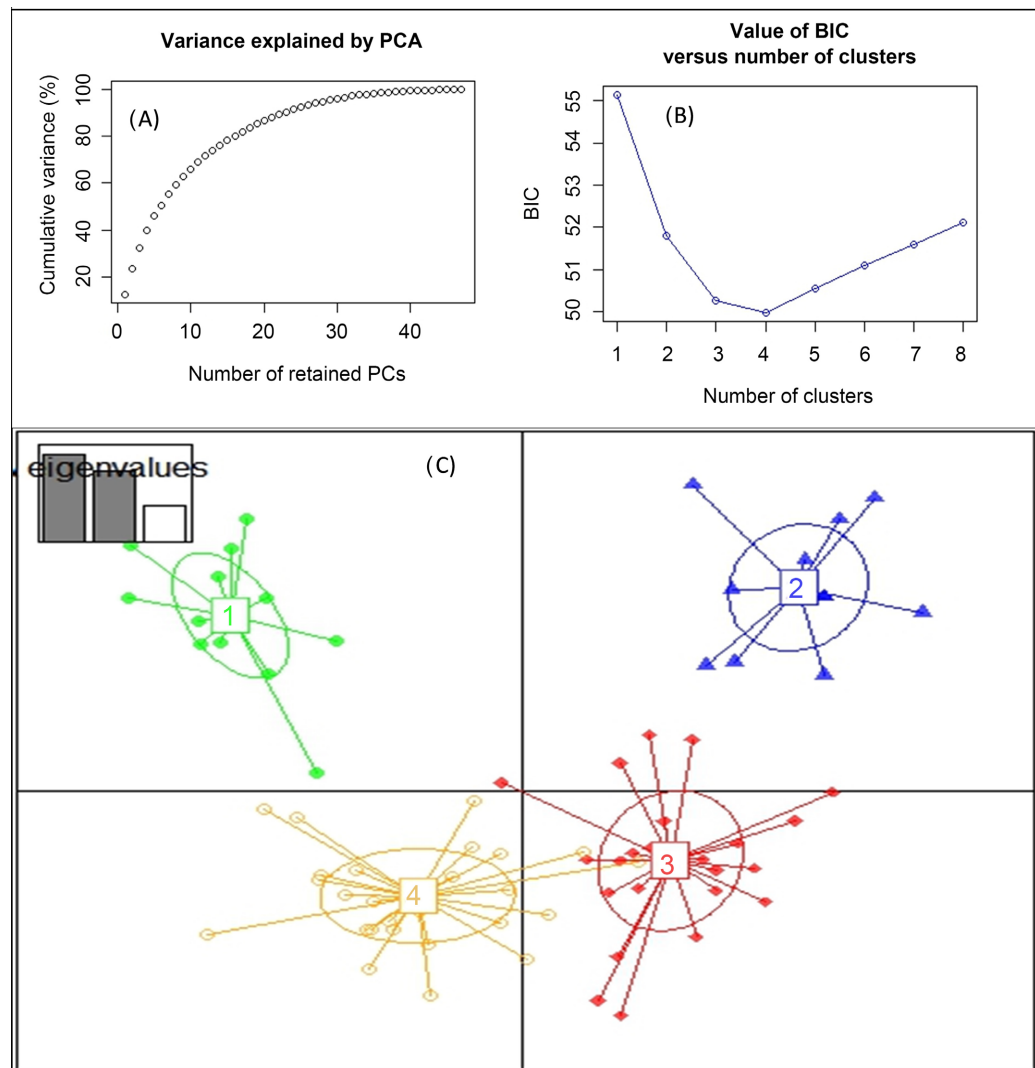 Variance explained by PCA
(A)
100
80
60
40
20
Cumulative variance (%)
0 10 20 30 40
Number of retained PCs
Value of BIC
versus number of clusters
(B)
55
54
53
52
51
50
BIC
1 2 3 4 5 6 7 8
Number of clusters
eigenvalues
(C)
1
2
3
4